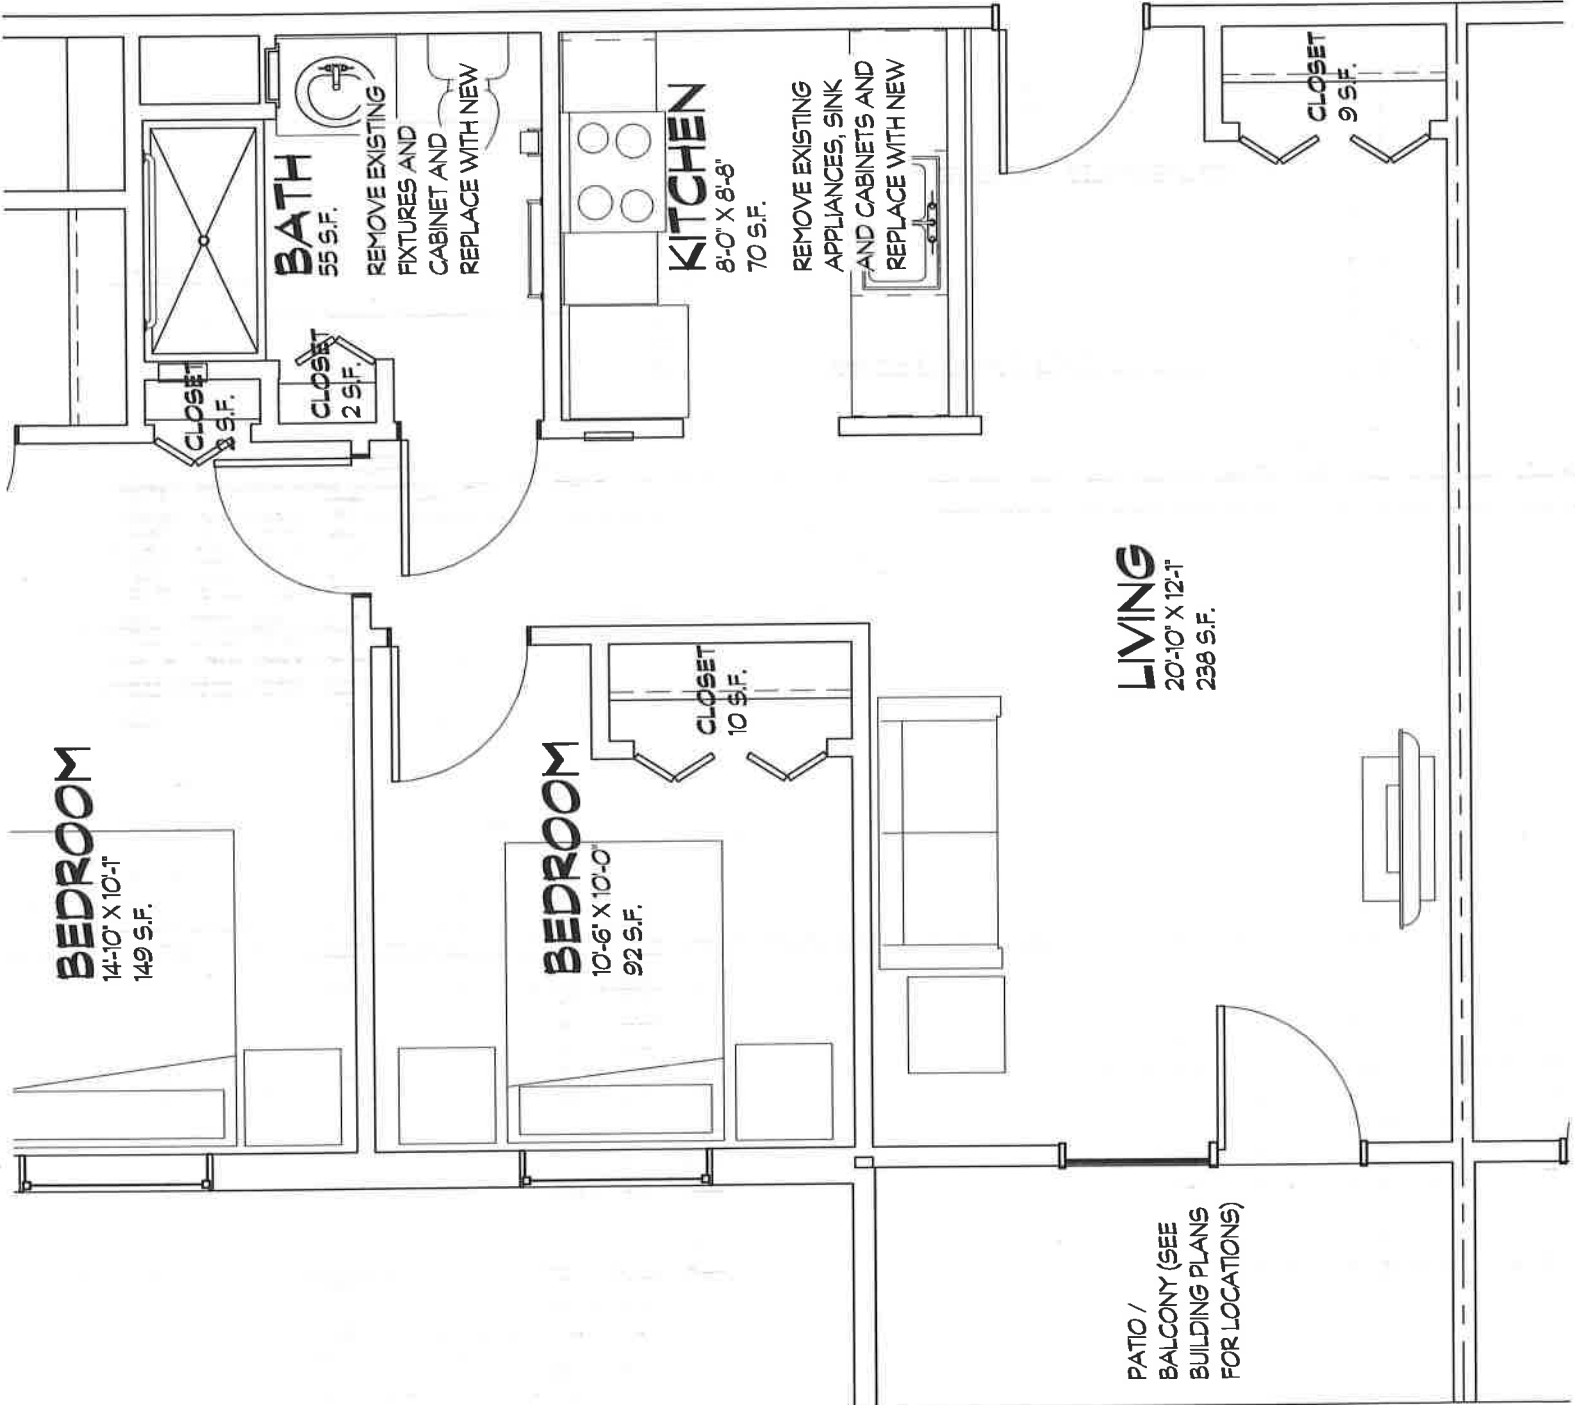 BATH
55 S.F.
REMOVE EXISTING
FIXTURES AND
CABINET AND
REPLACE WITH NEW
KITCHEN
8'-0" X 8'-8"
70 S.F.
REMOVE EXISTING
APPLIANCES, SINK
AND CABINETS AND
REPLACE WITH NEW
CLOSET
9 S.F.
CLOSET
S.F.
CLOSET
2 S.F.
BEDROOM
14'-10" X 10'-1"
149 S.F.
BEDROOM
10'-6" X 10'-0"
92 S.F.
CLOSET
10 S.F.
LIVING
20'-10" X 12'-1"
238 S.F.
PATIO /
BALCONY (SEE
BUILDING PLANS
FOR LOCATIONS)